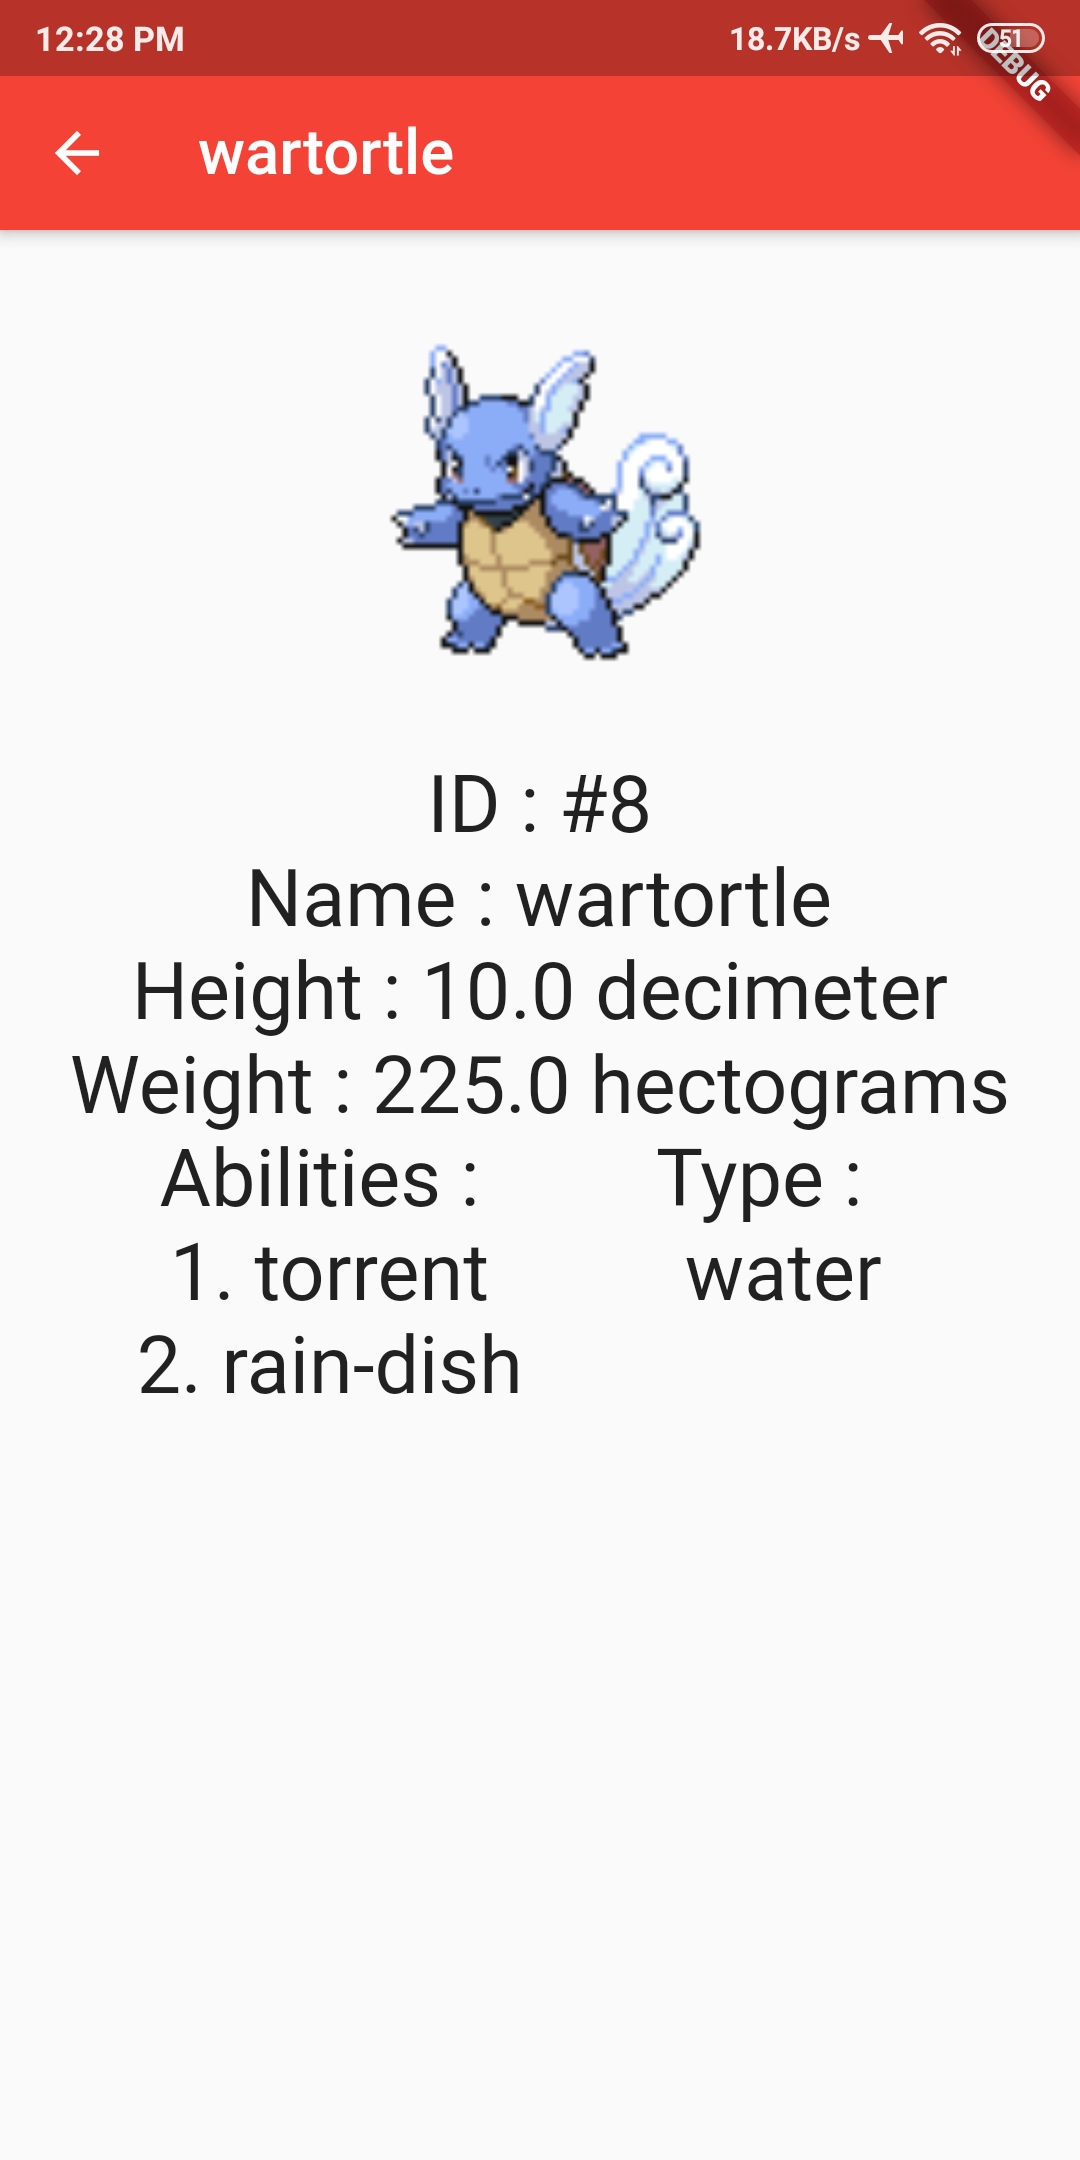 12:28 PM 18.7KB/s 51
DEBUG
wartortle
ID : #8
Name : wartortle
Height : 10.0 decimeter
Weight : 225.0 hectograms
Abilities : Type :
1. torrent water
2. rain-dish